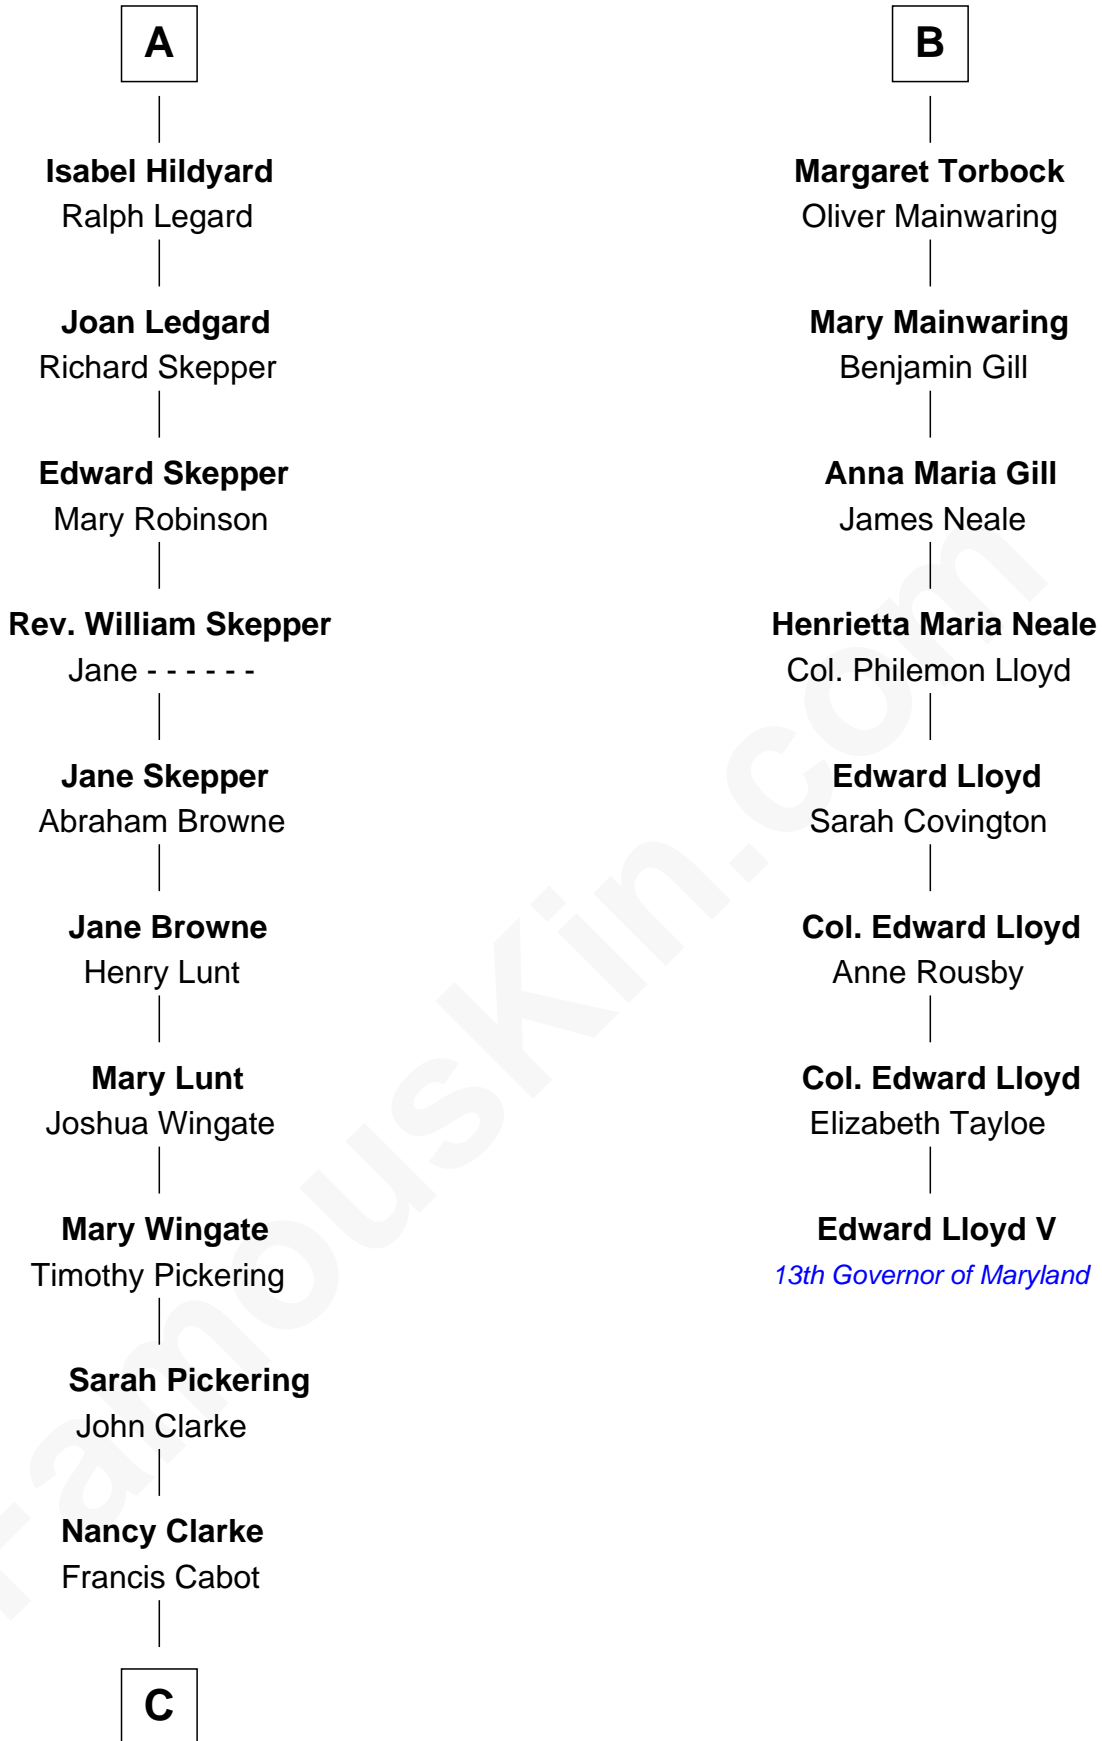 A
Isabel Hildyard
Ralph Legard
Joan Ledgard
Richard Skepper
Edward Skepper
Mary Robinson
Rev. William Skepper
Jane - - - - - -
Jane Skepper
Abraham Browne
Jane Browne
Henry Lunt
Mary Lunt
Joshua Wingate
Mary Wingate
Timothy Pickering
Sarah Pickering
John Clarke
Nancy Clarke
Francis Cabot
C
B
Margaret Torbock
Oliver Mainwaring
Mary Mainwaring
Benjamin Gill
Anna Maria Gill
James Neale
Henrietta Maria Neale
Col. Philemon Lloyd
Edward Lloyd
Sarah Covington
Col. Edward Lloyd
Anne Rousby
Col. Edward Lloyd
Elizabeth Tayloe
Edward Lloyd V
13th Governor of Maryland
FamousKin.com